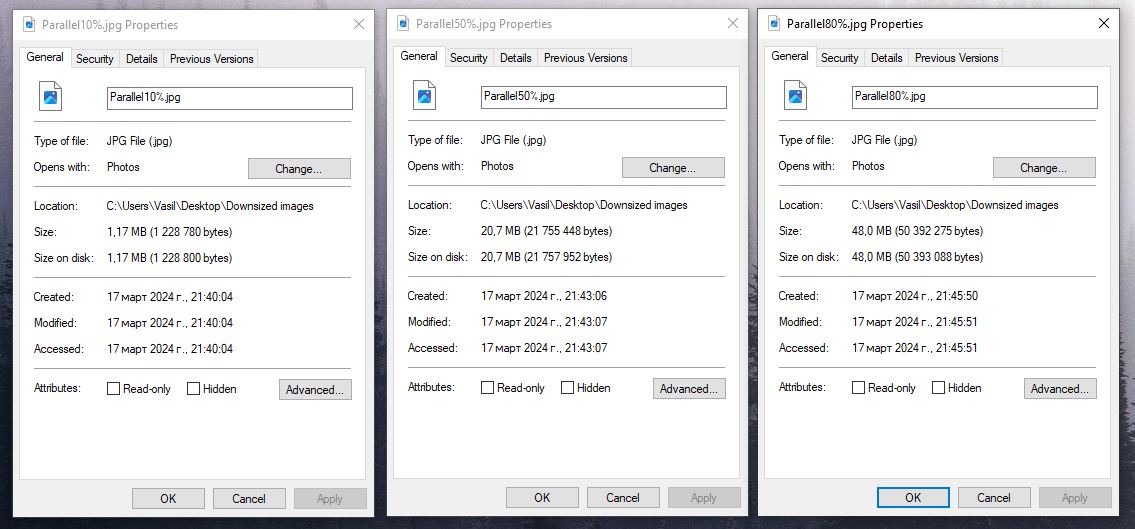 Parallel10%.jpg Properties
General Security Details Previous Versions
Parallel10%.jpg
Type of file: JPG File (.jpg)
Opens with: Photos Change...
Location: C:\Users\Vasil\Desktop\Downsized images
Size: 1,17 MB (1 228 780 bytes)
Size on disk: 1,17 MB (1 228 800 bytes)
Created: 17 март 2024 г., 21:40:04
Modified: 17 март 2024 г., 21:40:04
Accessed: 17 март 2024 г., 21:40:04
Attributes: Read-only Hidden Advanced...
OK Cancel Apply
Parallel50%.jpg Properties
General Security Details Previous Versions
Parallel50%.jpg
Type of file: JPG File (.jpg)
Opens with: Photos Change...
Location: C:\Users\Vasil\Desktop\Downsized images
Size: 20,7 MB (21 755 448 bytes)
Size on disk: 20,7 MB (21 757 952 bytes)
Created: 17 март 2024 г., 21:43:06
Modified: 17 март 2024 г., 21:43:07
Accessed: 17 март 2024 г., 21:43:07
Attributes: Read-only Hidden Advanced...
OK Cancel Apply
Parallel80%.jpg Properties
General Security Details Previous Versions
Parallel80%.jpg
Type of file: JPG File (.jpg)
Opens with: Photos Change...
Location: C:\Users\Vasil\Desktop\Downsized images
Size: 48,0 MB (50 392 275 bytes)
Size on disk: 48,0 MB (50 393 088 bytes)
Created: 17 март 2024 г., 21:45:50
Modified: 17 март 2024 г., 21:45:51
Accessed: 17 март 2024 г., 21:45:51
Attributes: Read-only Hidden Advanced...
OK Cancel Apply